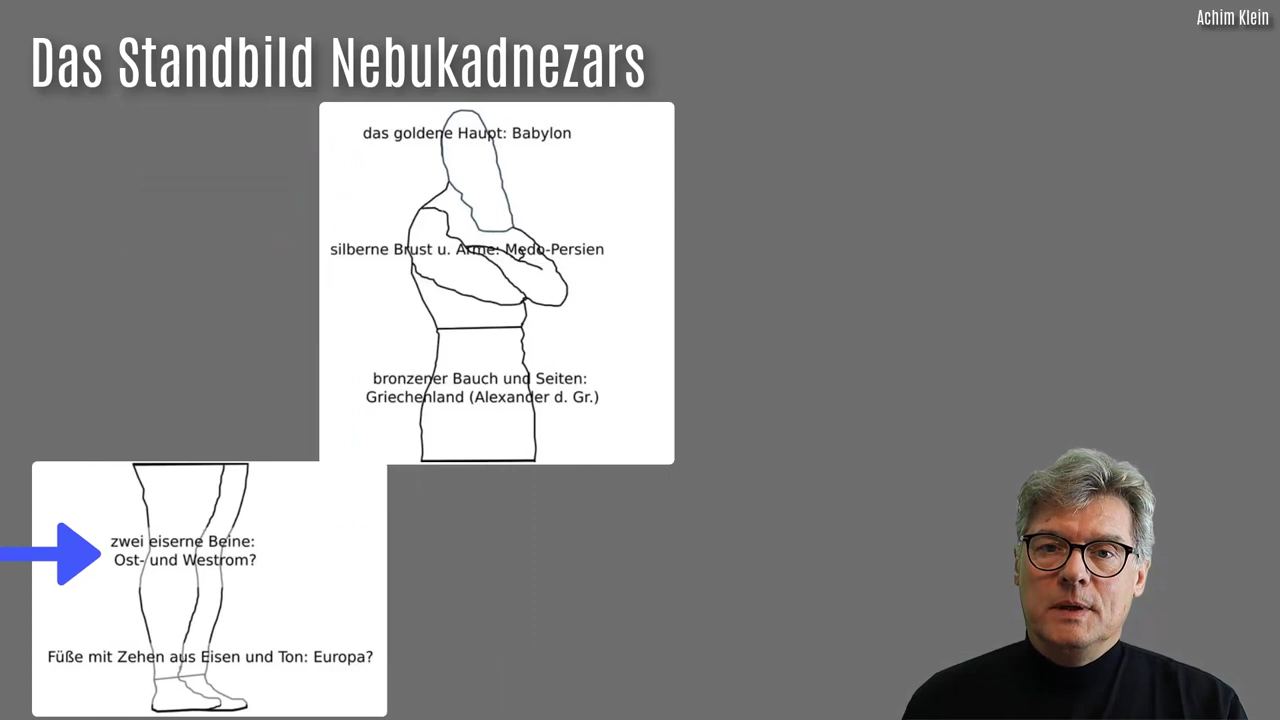 Achim Klein
Das Standbild Nebukadnezars
das goldene Haupt: Babylon
silberne Brust u. Arme: Medo-Persien
bronzener Bauch und Seiten:
Griechenland (Alexander d. Gr.)
zwei eiserne Beine:
Ost- und Westrom?
Füße mit Zehen aus Eisen und Ton: Europa?